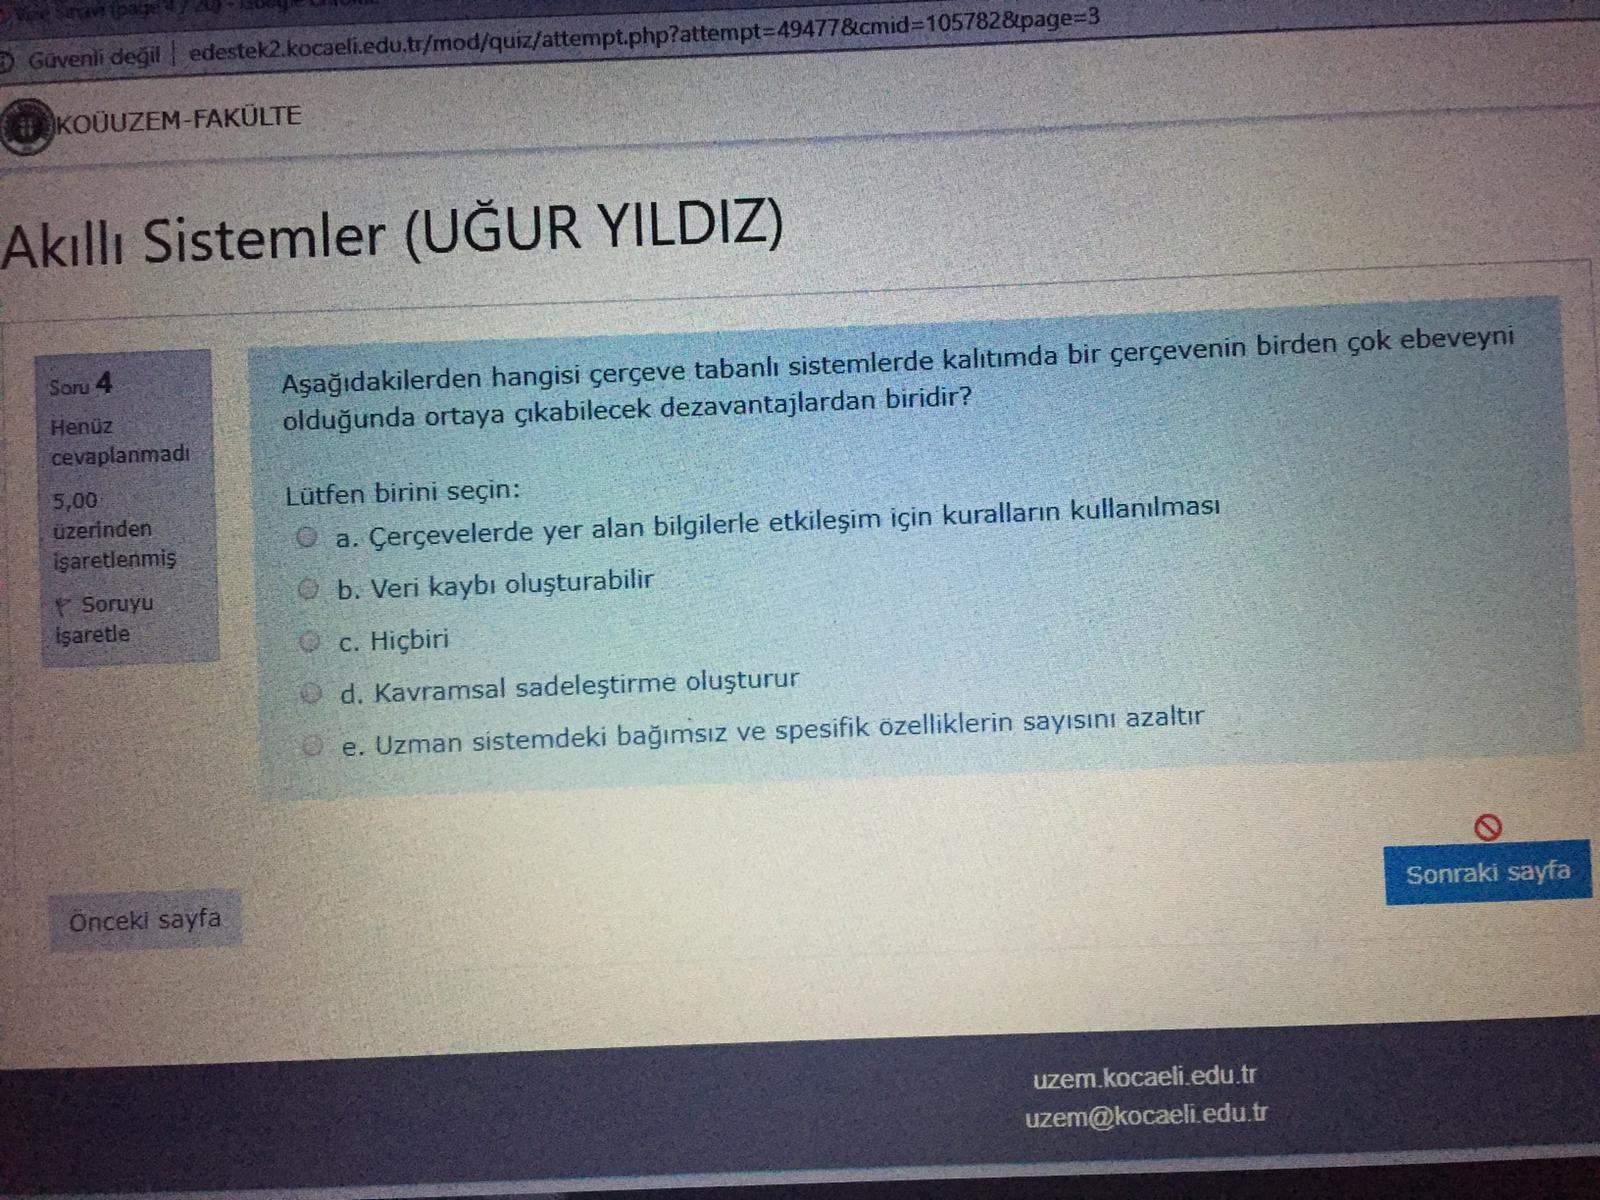 Güvenli değil | edestek2.kocaeli.edu.tr/mod/quiz/attempt.php?attempt=49477&cmid=105782&page=3
KOÜUZEM-FAKÜLTE
Akıllı Sistemler (UĞUR YILDIZ)
Soru 4
Henüz
cevaplanmadı
5,00
üzerinden
işaretlenmiş
Soruyu
işaretle
Aşağıdakilerden hangisi çerçeve tabanlı sistemlerde kalıtımda bir çerçevenin birden çok ebeveyni
olduğunda ortaya çıkabilecek dezavantajlardan biridir?
Lütfen birini seçin:
a. Çerçevelerde yer alan bilgilerle etkileşim için kuralların kullanılması
b. Veri kaybı oluşturabilir
c. Hiçbiri
d. Kavramsal sadeleştirme oluşturur
e. Uzman sistemdeki bağımsız ve spesifik özelliklerin sayısını azaltır
Önceki sayfa
Sonraki sayfa
uzem.kocaeli.edu.tr
uzem@kocaeli.edu.tr